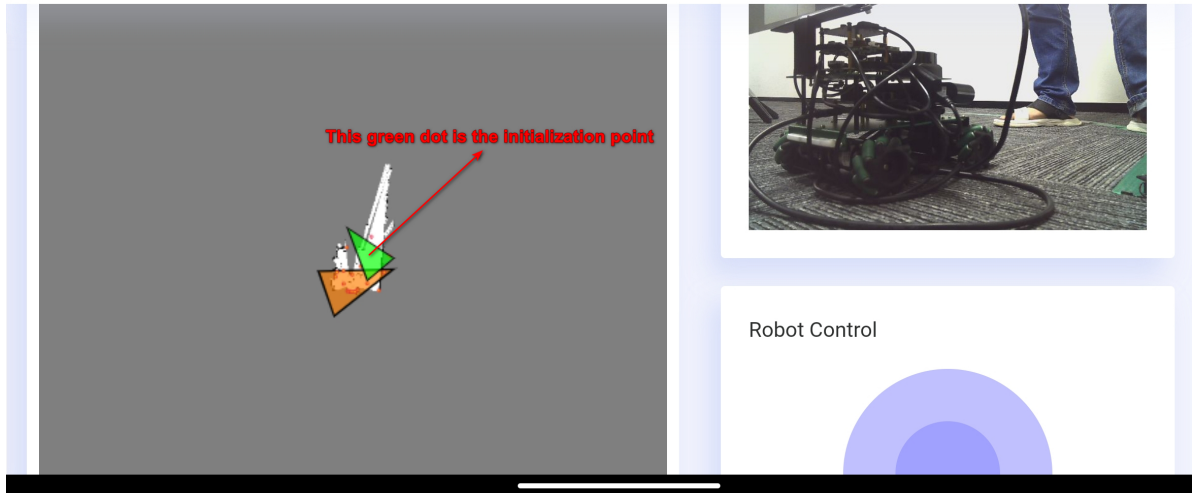 This green dot is the initialization point
Robot Control